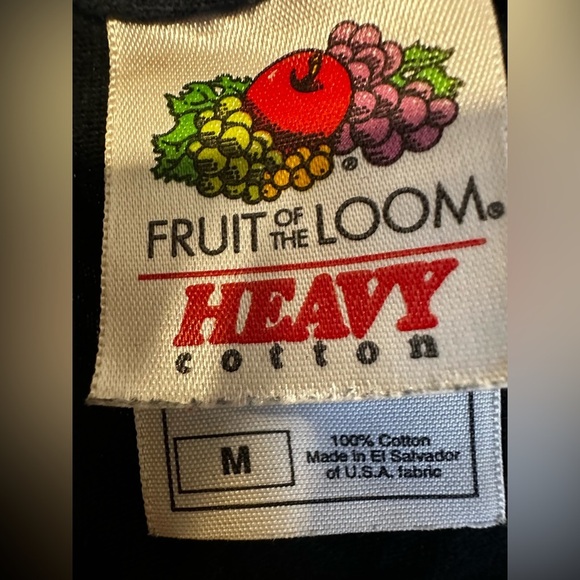 FRUIT OF THE LOOM®
HEAVY
cotton
M
100% Cotton
Made in El Salvador
of U.S.A. fabric